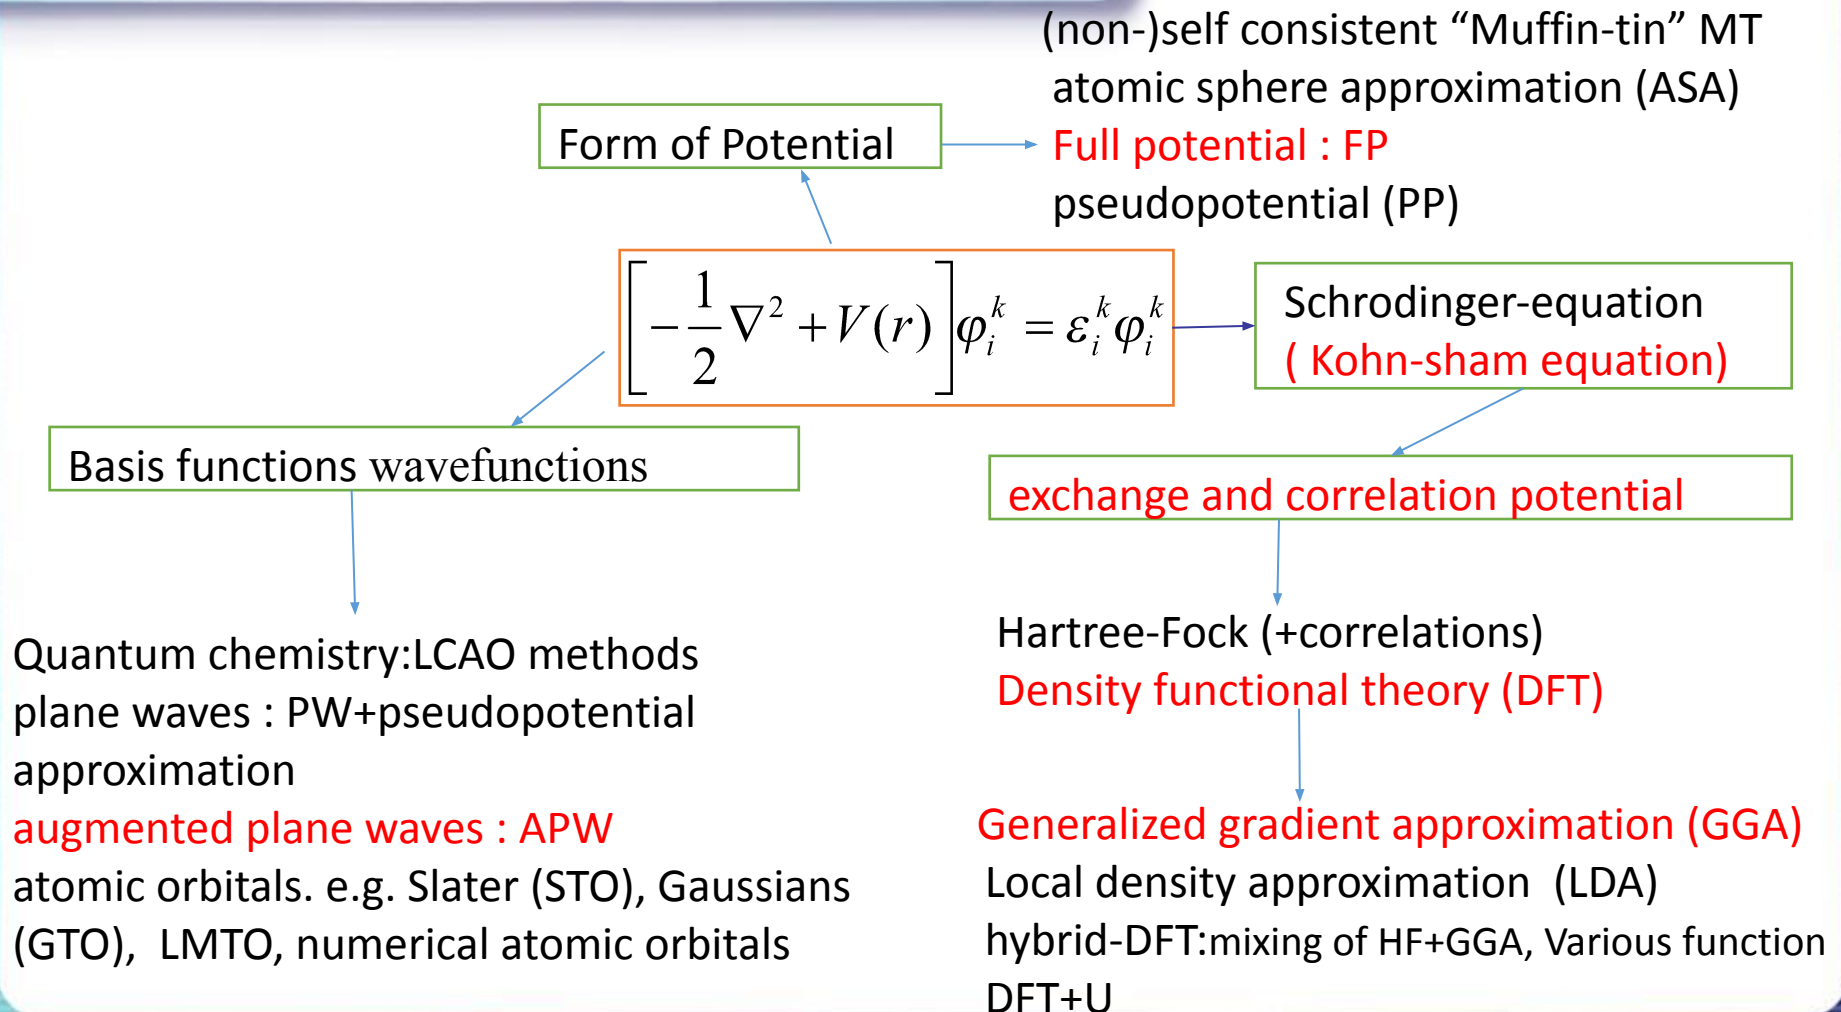 (non-)self consistent “Muffin-tin” MT
atomic sphere approximation (ASA)
Form of Potential
Full potential : FP
pseudopotential (PP)
[-1/2 ∇² + V(r)]φᵢᵏ = εᵢᵏ φᵢᵏ
Schrodinger-equation
( Kohn-sham equation)
Basis functions wavefunctions
exchange and correlation potential
Quantum chemistry:LCAO methods
plane waves : PW+pseudopotential
approximation
augmented plane waves : APW
atomic orbitals. e.g. Slater (STO), Gaussians
(GTO),  LMTO, numerical atomic orbitals
Hartree-Fock (+correlations)
Density functional theory (DFT)
Generalized gradient approximation (GGA)
Local density approximation  (LDA)
hybrid-DFT:mixing of HF+GGA, Various function
DFT+U